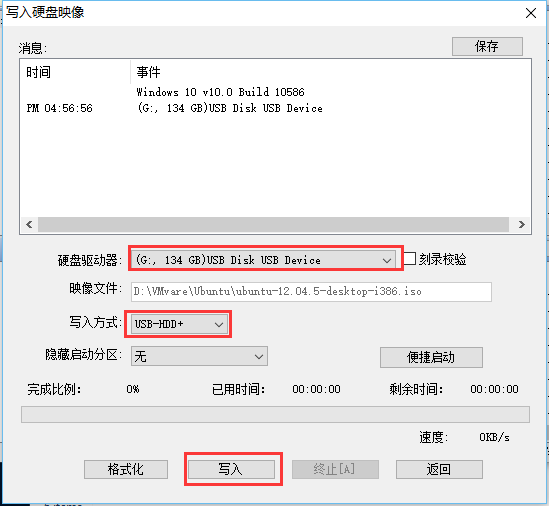 写入硬盘映像
消息:
保存
时间 事件
Windows 10 v10.0 Build 10586
PM 04:56:56 (G:, 134 GB)USB Disk USB Device
硬盘驱动器: (G:, 134 GB)USB Disk USB Device 刻录校验
映像文件: D:\VMware\Ubuntu\ubuntu-12.04.5-desktop-i386.iso
写入方式: USB-HDD+
隐藏启动分区: 无 便捷启动
完成比例: 0% 已用时间: 00:00:00 剩余时间: 00:00:00
速度: 0KB/s
格式化 写入 终止[A] 返回